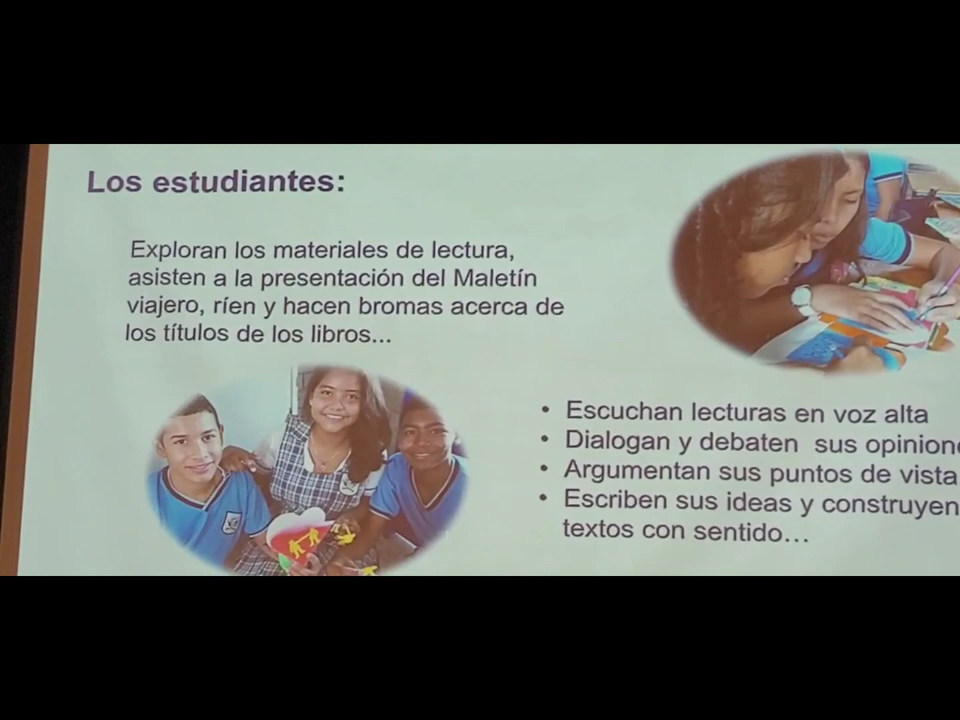 Los estudiantes:
Exploran los materiales de lectura,
asisten a la presentación del Maletín
viajero, ríen y hacen bromas acerca de
los títulos de los libros...
• Escuchan lecturas en voz alta
• Dialogan y debaten sus opinione
• Argumentan sus puntos de vista
• Escriben sus ideas y construyen
textos con sentido...